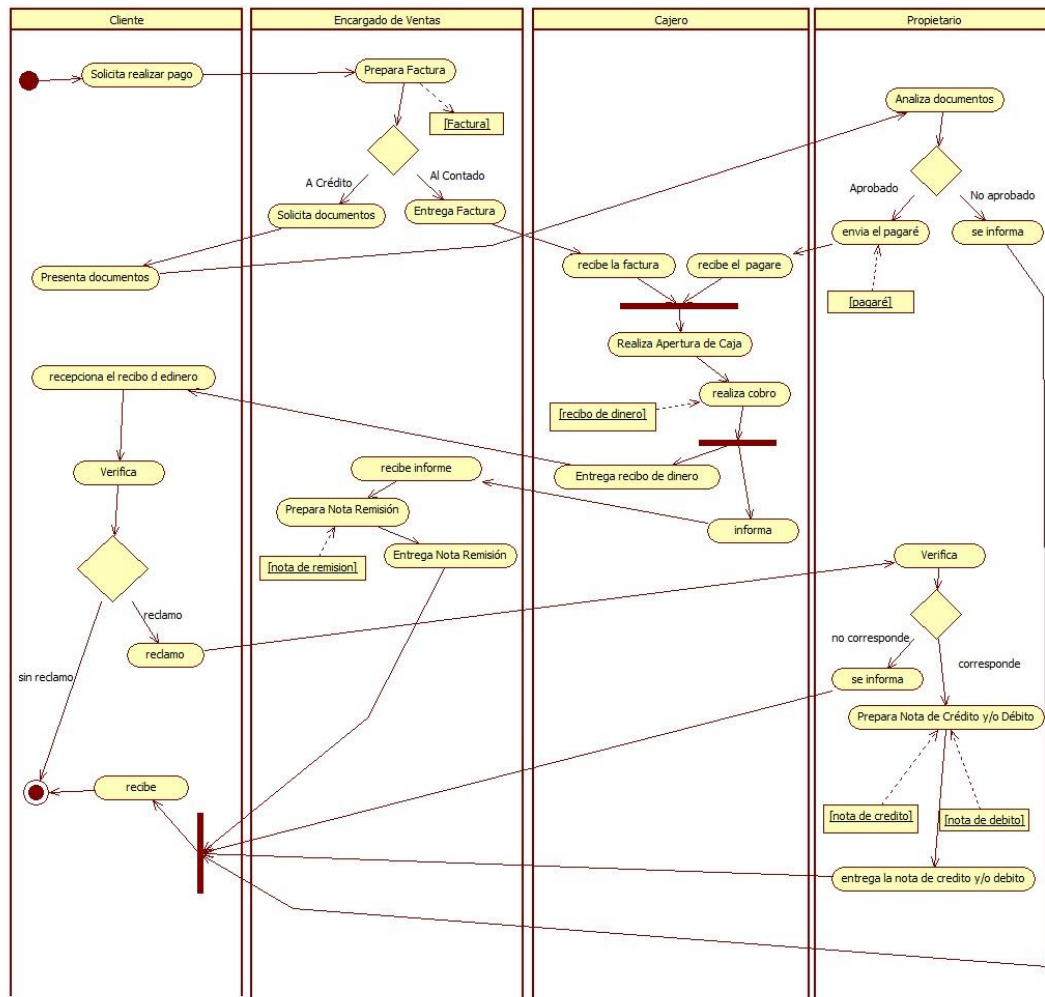 Cliente
Encargado de Ventas
Cajero
Propietario
Solicita realizar pago
Prepara Factura
[Factura]
Analiza documentos
A Crédito
Al Contado
Aprobado
No aprobado
Solicita documentos
Entrega Factura
envia el pagaré
se informa
Presenta documentos
recibe la factura
recibe el pagare
[pagaré]
Realiza Apertura de Caja
recepciona el recibo d edinero
realiza cobro
[recibo de dinero]
Verifica
recibe informe
Entrega recibo de dinero
Prepara Nota Remisión
informa
Entrega Nota Remisión
[nota de remision]
Verifica
reclamo
reclamo
no corresponde
corresponde
sin reclamo
se informa
Prepara Nota de Crédito y/o Débito
recibe
[nota de credito]
[nota de debito]
entrega la nota de credito y/o debito